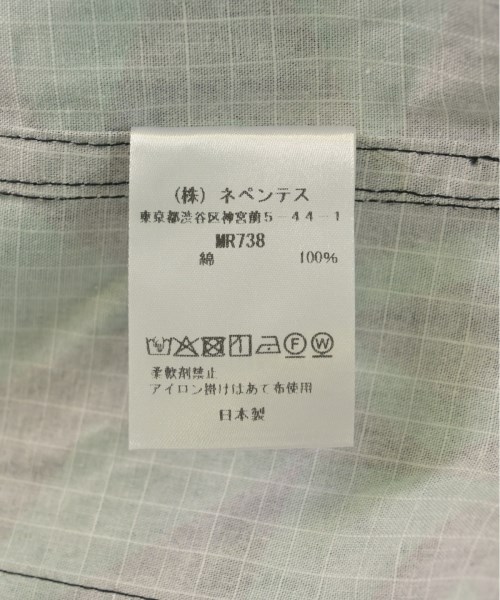 (株) ネペンテス
東京都渋谷区神宮前5-44-1
MR738
綿 100%
F W
柔軟剤禁止
アイロン掛けはあて布使用
日本製